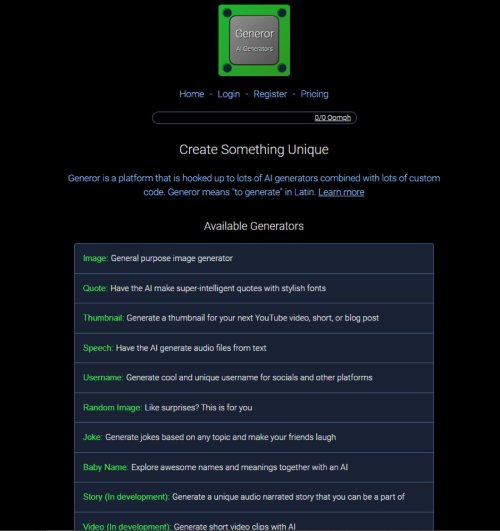 Generor
AI Generators
Home - Login - Register - Pricing
0/0 Oomph
Create Something Unique
Generor is a platform that is hooked up to lots of AI generators combined with lots of custom
code. Generor means "to generate" in Latin. Learn more
Available Generators
Image: General purpose image generator
Quote: Have the AI make super-intelligent quotes with stylish fonts
Thumbnail: Generate a thumbnail for your next YouTube video, short, or blog post
Speech: Have the AI generate audio files from text
Username: Generate cool and unique username for socials and other platforms
Random Image: Like surprises? This is for you
Joke: Generate jokes based on any topic and make your friends laugh
Baby Name: Explore awesome names and meanings together with an AI
Story (In development): Generate a unique audio narrated story that you can be a part of
Video (In development): Generate short video clips with AI